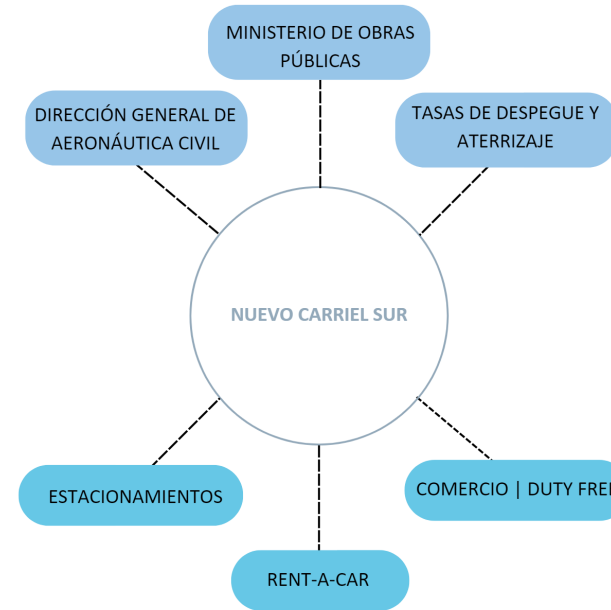 MINISTERIO DE OBRAS
PÚBLICAS
DIRECCIÓN GENERAL DE
AERONÁUTICA CIVIL
TASAS DE DESPEGUE Y
ATERRIZAJE
NUEVO CARRIEL SUR
ESTACIONAMIENTOS
COMERCIO | DUTY FREE
RENT-A-CAR